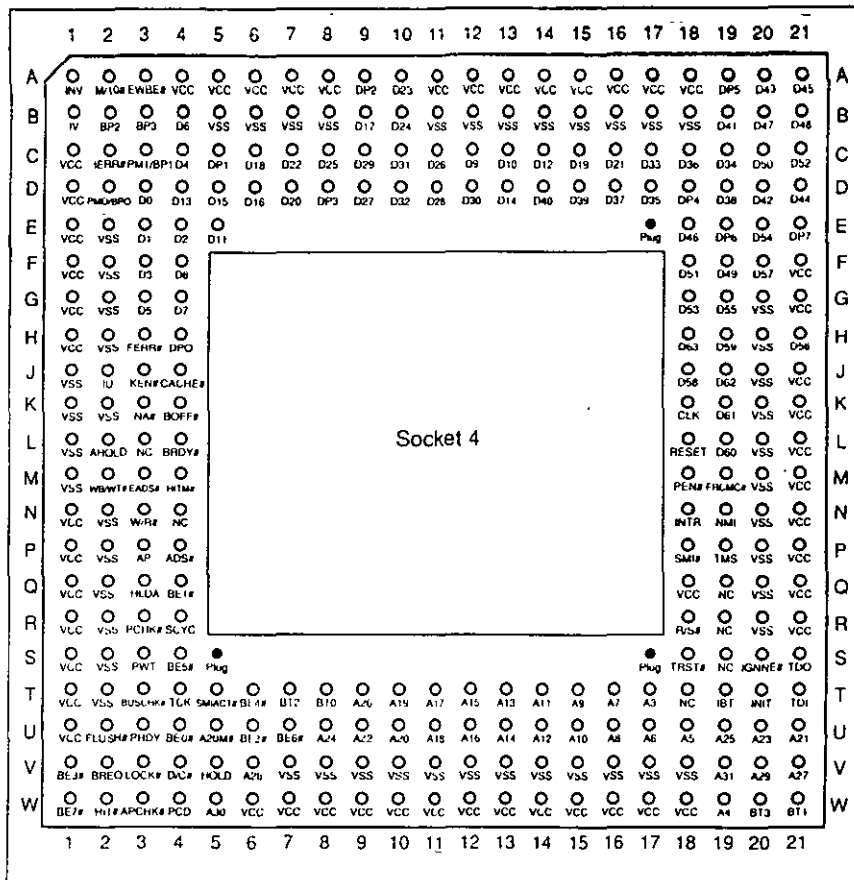 1 2 3 4 5 6 7 8 9 10 11 12 13 14 15 16 17 18 19 20 21
A INV M/IO# EWBE# VCC VCC VCC VCC VCC DP2 D23 VCC VCC VCC VCC VCC VCC VCC VCC DP5 D43 D45 A
B IV BP2 BP3 D6 VSS VSS VSS VSS D17 D24 VSS VSS VSS VSS VSS VSS VSS VSS D41 D47 D48 B
C VCC IERR# PM1/BP1 D4 DP1 D18 D22 D25 D29 D31 D26 D9 D10 D12 D19 D21 D33 D36 D34 D50 D52 C
D VCC PM0/BP0 D0 D13 D15 D16 D20 DP3 D27 D32 D28 D30 D14 D40 D39 D37 D35 DP4 D38 D42 D44 D
E VCC VSS D1 D2 D11 Plug D46 DP6 D54 DP7 E
F VCC VSS D3 D8 D51 D49 D57 VCC F
G VCC VSS D5 D7 D53 D55 VSS VCC G
H VCC VSS FERR# DPO D63 D59 VSS D56 H
J VSS IU KEN# CACHE# D58 D62 VSS VCC J
K VSS VSS NA# BOFF# CLK D61 VSS VCC K
L VSS AHOLD NC BRDY# Socket 4 RESET D60 VSS VCC L
M VSS WB/WT# EADS# HITM# PEN# FRCMC# VSS VCC M
N VCC VSS W/R# NC INTR NMI VSS VCC N
P VCC VSS AP ADS# SMI# TMS VSS VCC P
Q VCC VSS HLDA BE1# VCC NC VSS VCC Q
R VCC VSS PCHK# SCYC R/S# NC VSS VCC R
S VCC VSS PWT BE5# Plug Plug TRST# NC IGNNE# TDO S
T VCC VSS BUSCHK# TCK SMIACT# BE4# BT2 BT0 A26 A19 A17 A15 A13 A11 A9 A7 A3 NC IBT INIT TDI T
U VCC FLUSH# PRDY BE0# A20M# BE2# BE6# A24 A22 A20 A18 A16 A14 A12 A10 A8 A6 A5 A25 A23 A21 U
V BE3# BREQ LOCK# D/C# HOLD A28 VSS VSS VSS VSS VSS VSS VSS VSS VSS VSS VSS VSS A31 A29 A27 V
W BE7# HIT# APCHK# PCD A30 VCC VCC VCC VCC VCC VCC VCC VCC VCC VCC VCC VCC VCC A4 BT3 BT1 W
1 2 3 4 5 6 7 8 9 10 11 12 13 14 15 16 17 18 19 20 21